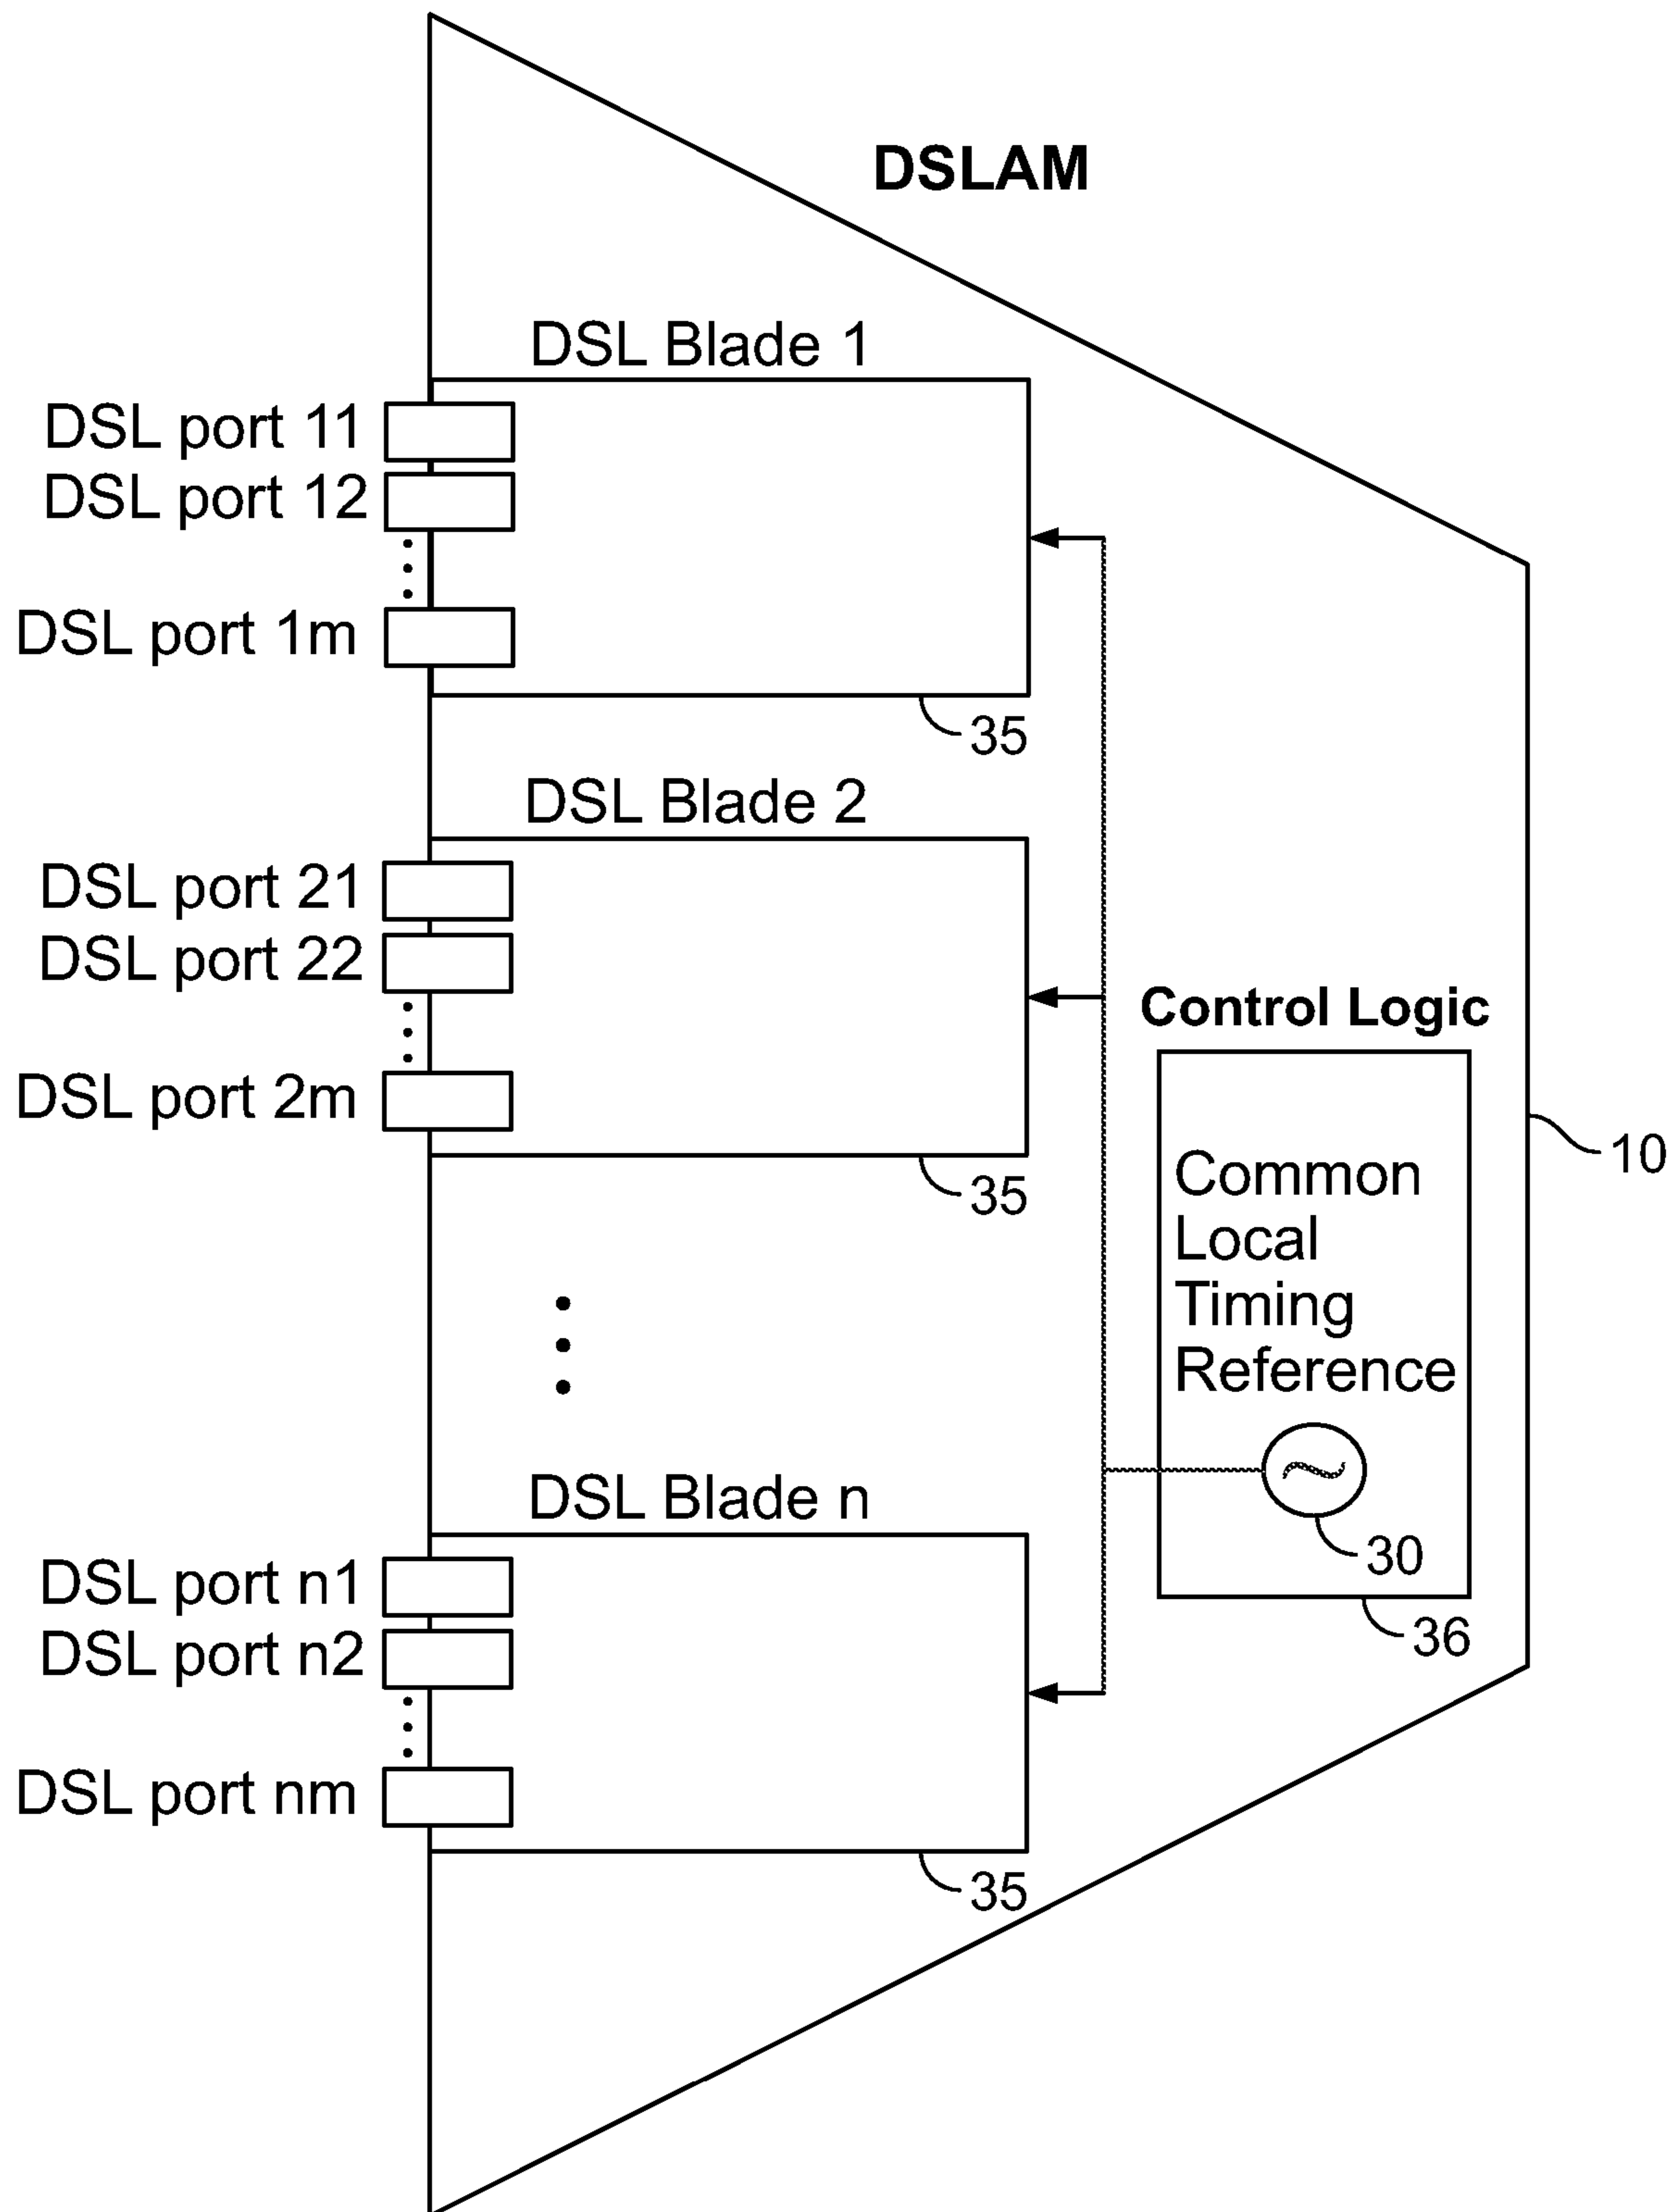 DSLAM
DSL Blade 1
DSL port 11
DSL port 12
DSL port 1m
35
DSL Blade 2
DSL port 21
DSL port 22
DSL port 2m
35
Control Logic
Common
Local
Timing
Reference
30
36
10
DSL Blade n
DSL port n1
DSL port n2
DSL port nm
35